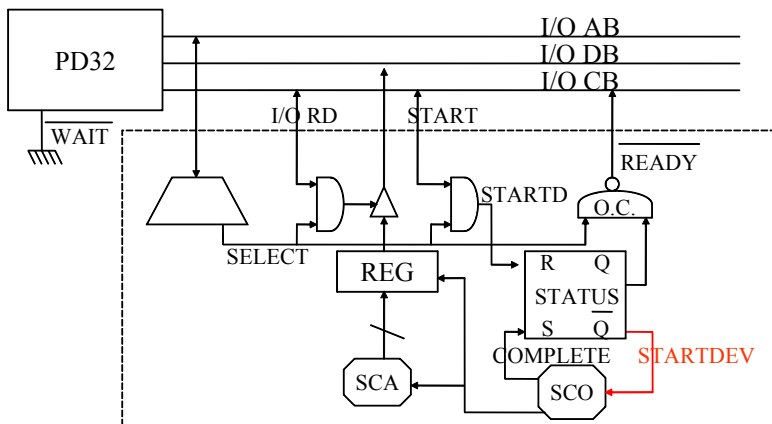 I/O AB
I/O DB
PD32
I/O CB
WAIT
I/O RD
START
READY
STARTD
O.C.
SELECT
REG
R Q
STATUS
S Q
COMPLETE
STARTDEV
SCA
SCO